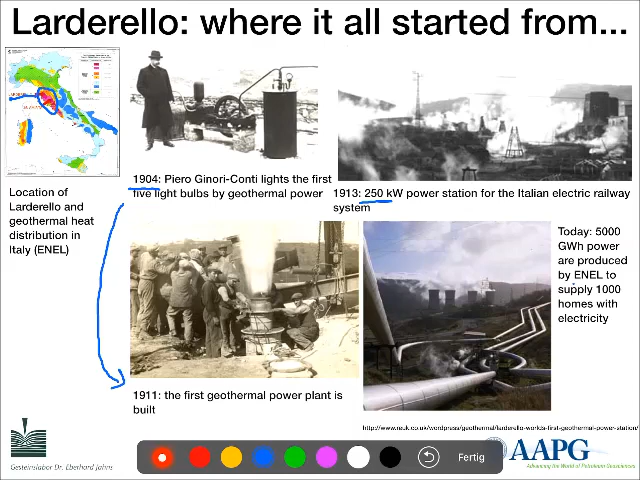 Larderello: where it all started from...
1904: Piero Ginori-Conti lights the first
five light bulbs by geothermal power
1913: 250 kW power station for the Italian electric railway
system
Location of
Larderello and
geothermal heat
distribution in
Italy (ENEL)
Today: 5000
GWh power
are produced
by ENEL to
supply 1000
homes with
electricity
1911: the first geothermal power plant is
built
http://www.reuk.co.uk/wordpress/geothermal/larderello-worlds-first-geothermal-power-station/
Gesteinslabor Dr. Eberhard Jahns
Fertig
AAPG
Advancing the World of Petroleum Geosciences.